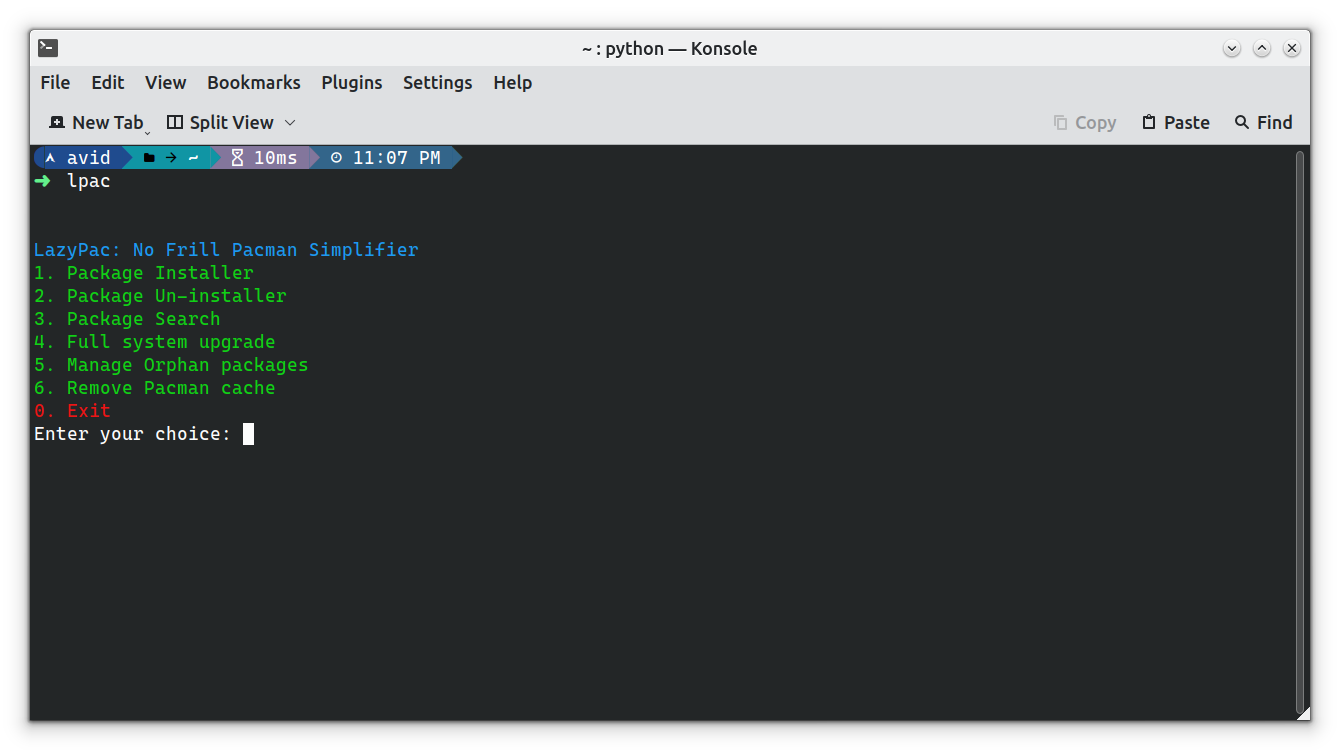 ~ : python — Konsole
File Edit View Bookmarks Plugins Settings Help
New Tab Split View Copy Paste Find
avid → ~ 10ms 11:07 PM
➜ lpac
LazyPac: No Frill Pacman Simplifier
1. Package Installer
2. Package Un-installer
3. Package Search
4. Full system upgrade
5. Manage Orphan packages
6. Remove Pacman cache
0. Exit
Enter your choice: